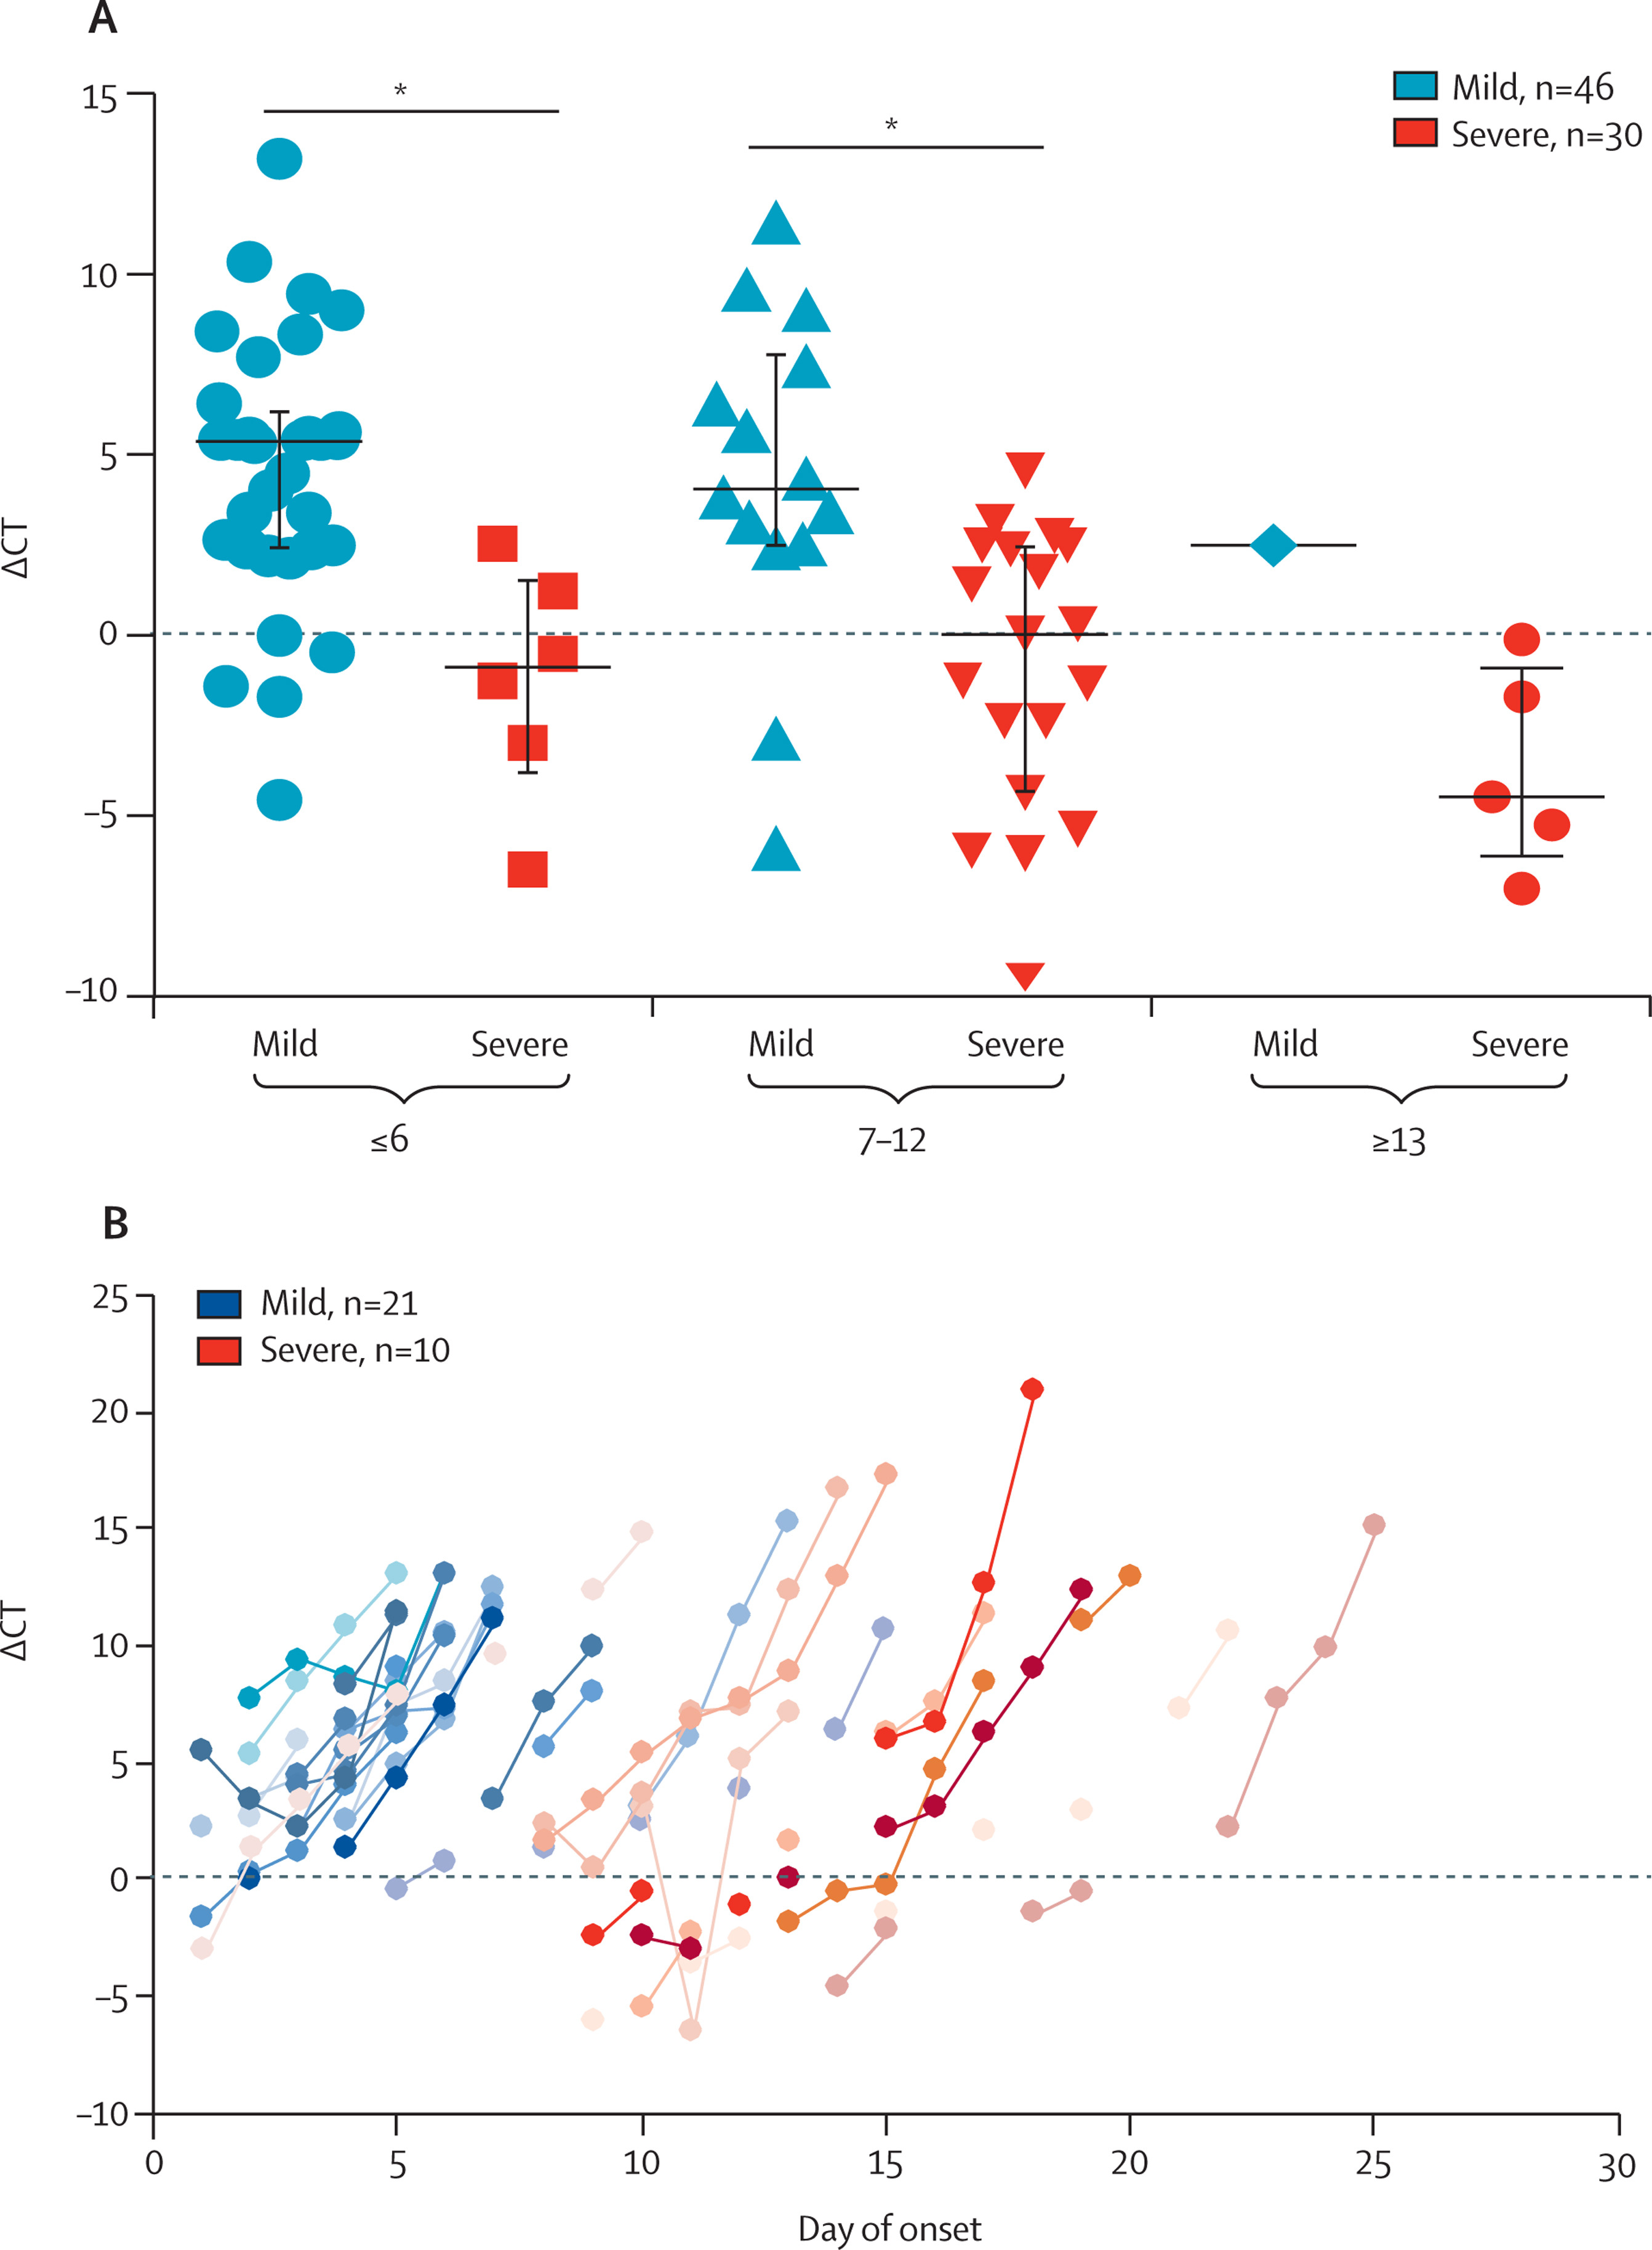 A
Mild, n=46
Severe, n=30
*
*
15
10
5
0
–5
–10
ΔCT
Mild
Severe
Mild
Severe
Mild
Severe
≤6
7–12
≥13
B
Mild, n=21
Severe, n=10
25
20
15
10
5
0
–5
–10
ΔCT
0
5
10
15
20
25
30
Day of onset